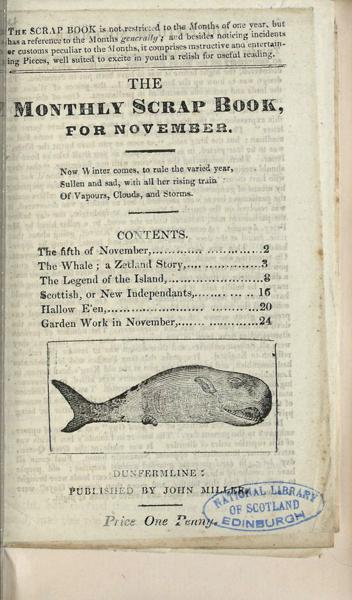 THE SCRAP BOOK is not restricted to the Months of one year, but
has a reference to the Months generally; and besides noticing incidents
or customs peculiar to the Months, it comprises instructive and entertain-
ing Pieces, well suited to excite in youth a relish for useful reading.
THE
MONTHLY SCRAP BOOK,
FOR NOVEMBER.
Now Winter comes, to rule the varied year,
Sullen and sad, with all her rising train
Of Vapours, Clouds, and Storms.
CONTENTS.
The fifth of November,..........................2
The Whale; a Zetland Story,...................3
The Legend of the Island,.......................8
Scottish, or New Independants,.............16
Hallow E'en,....................................20
Garden Work in November,..................24
DUNFERMLINE:
PUBLISHED BY JOHN MILLER.
Price One Penny.
NATIONAL LIBRARY
OF SCOTLAND
EDINBURGH